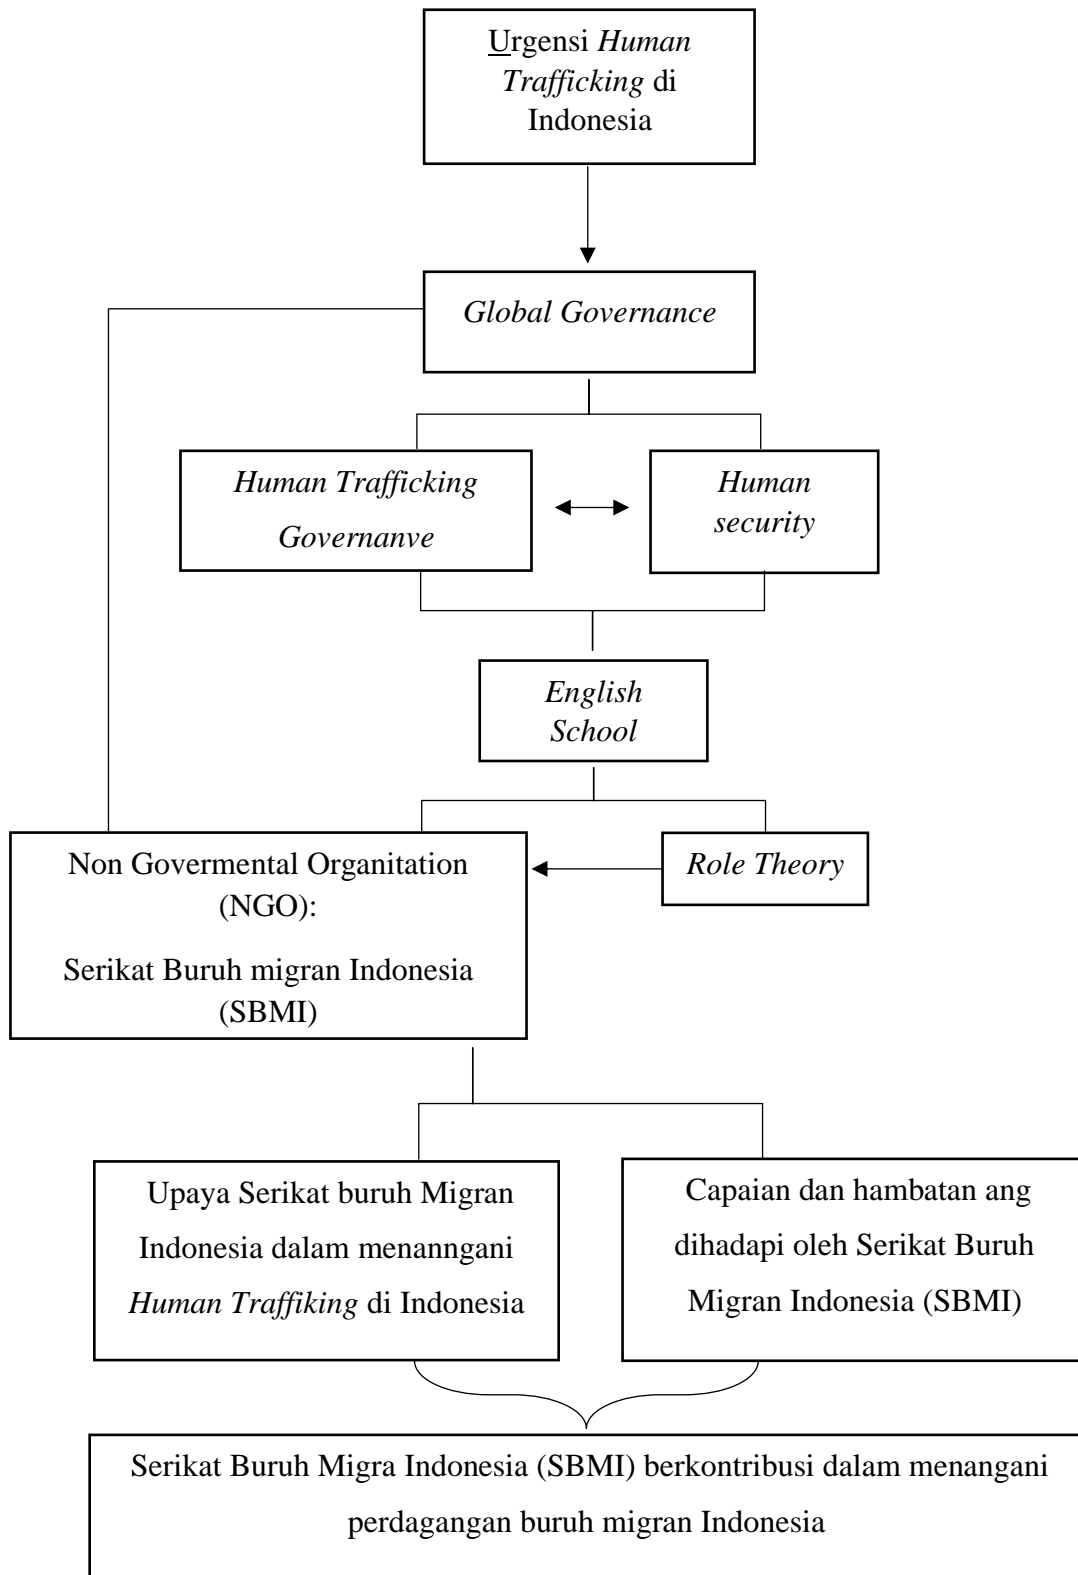 Urgensi Human
Trafficking di
Indonesia
Global Governance
Human Trafficking
Governanve
Human
security
English
School
Non Govermental Organitation
(NGO):
Serikat Buruh migran Indonesia
(SBMI)
Role Theory
Upaya Serikat buruh Migran
Indonesia dalam menanngani
Human Traffiking di Indonesia
Capaian dan hambatan ang
dihadapi oleh Serikat Buruh
Migran Indonesia (SBMI)
Serikat Buruh Migra Indonesia (SBMI) berkontribusi dalam menangani
perdagangan buruh migran Indonesia